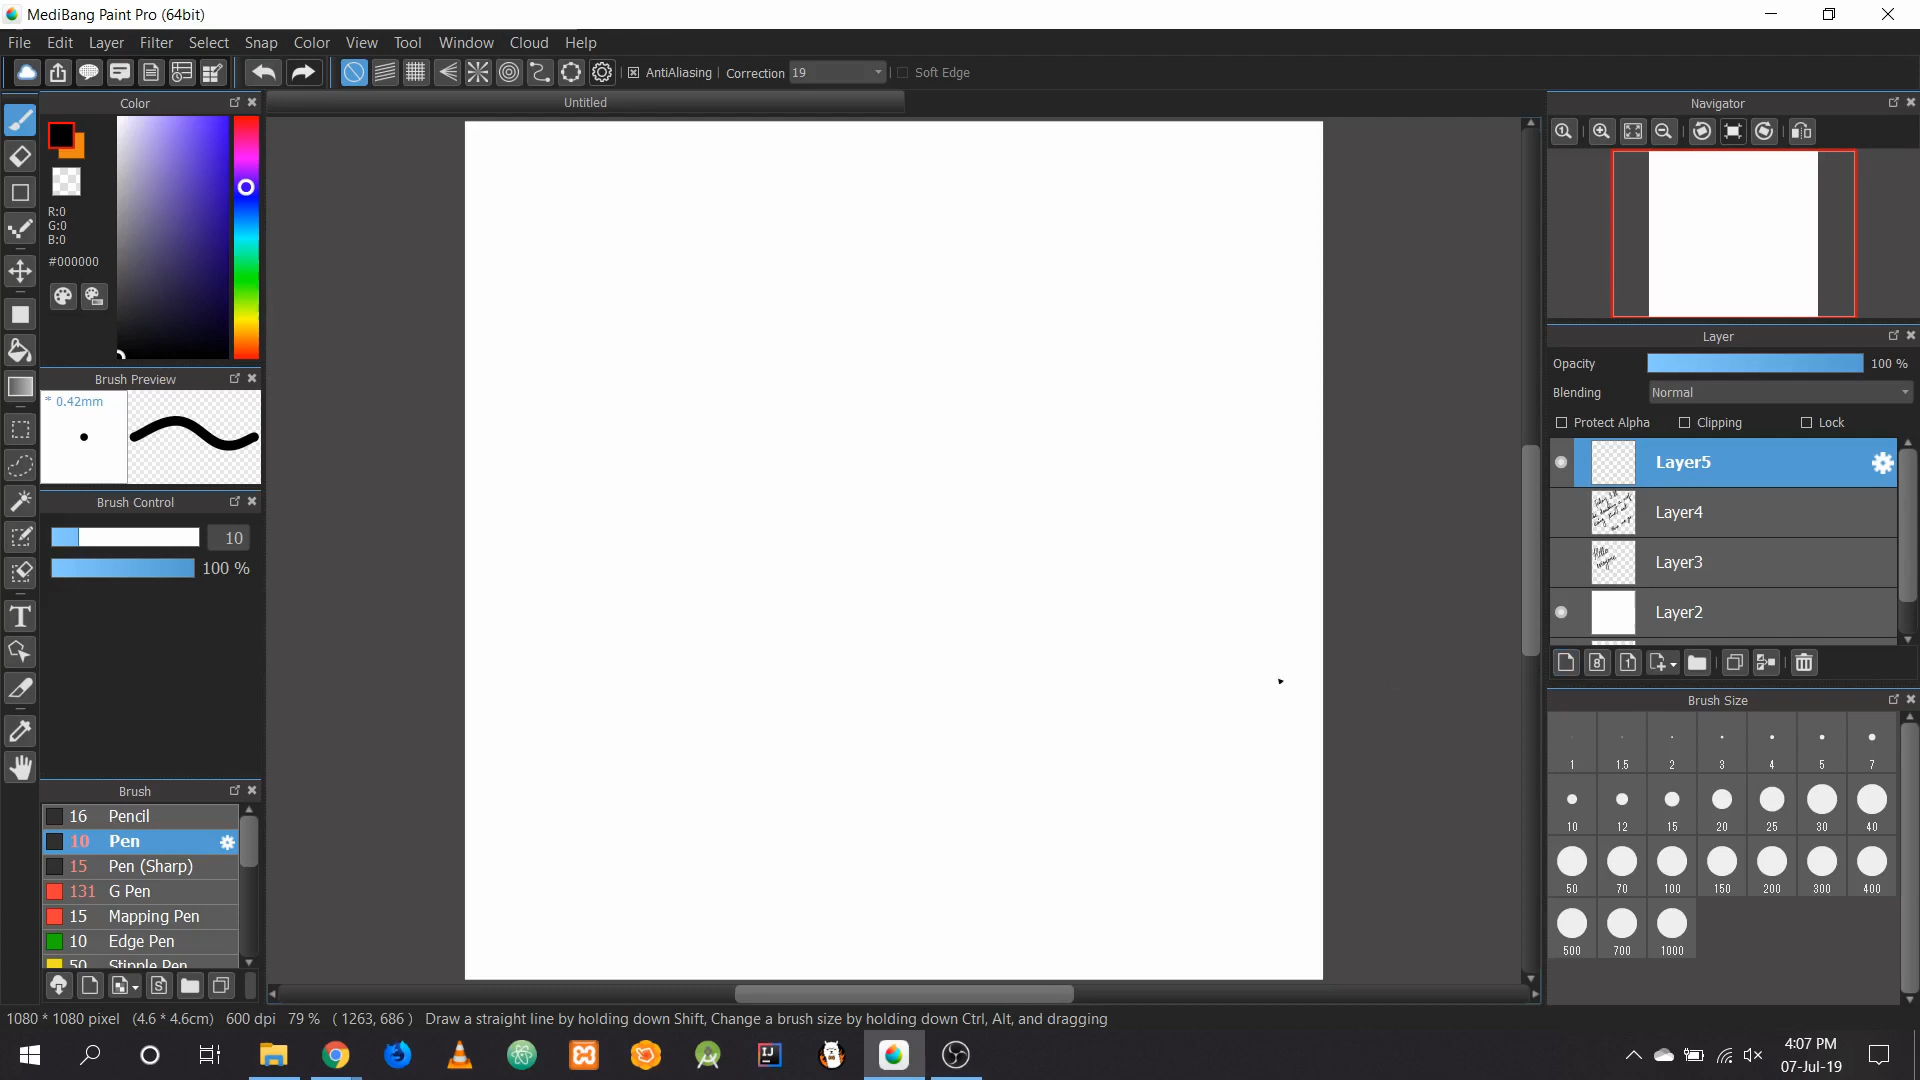 MediBang Paint Pro (64bit)
File Edit Layer Filter Select Snap Color View Tool Window Cloud Help
AntiAliasing Correction 19 Soft Edge
Color
Untitled
Navigator
R:0
G:0
B:0
#000000
Layer
Opacity 100 %
Blending Normal
Protect Alpha Clipping Lock
Brush Preview
* 0.42mm
Layer5
Layer4
Layer3
Layer2
Brush Control
10
100 %
Brush Size
1 1.5 2 3 4 5 7
10 12 15 20 25 30 40
50 70 100 150 200 300 400
500 700 1000
Brush
16 Pencil
10 Pen
15 Pen (Sharp)
131 G Pen
15 Mapping Pen
10 Edge Pen
50 Stipple Pen
1080 * 1080 pixel (4.6 * 4.6cm) 600 dpi 79 % ( 1263, 686 ) Draw a straight line by holding down Shift, Change a brush size by holding down Ctrl, Alt, and dragging
4:07 PM
07-Jul-19